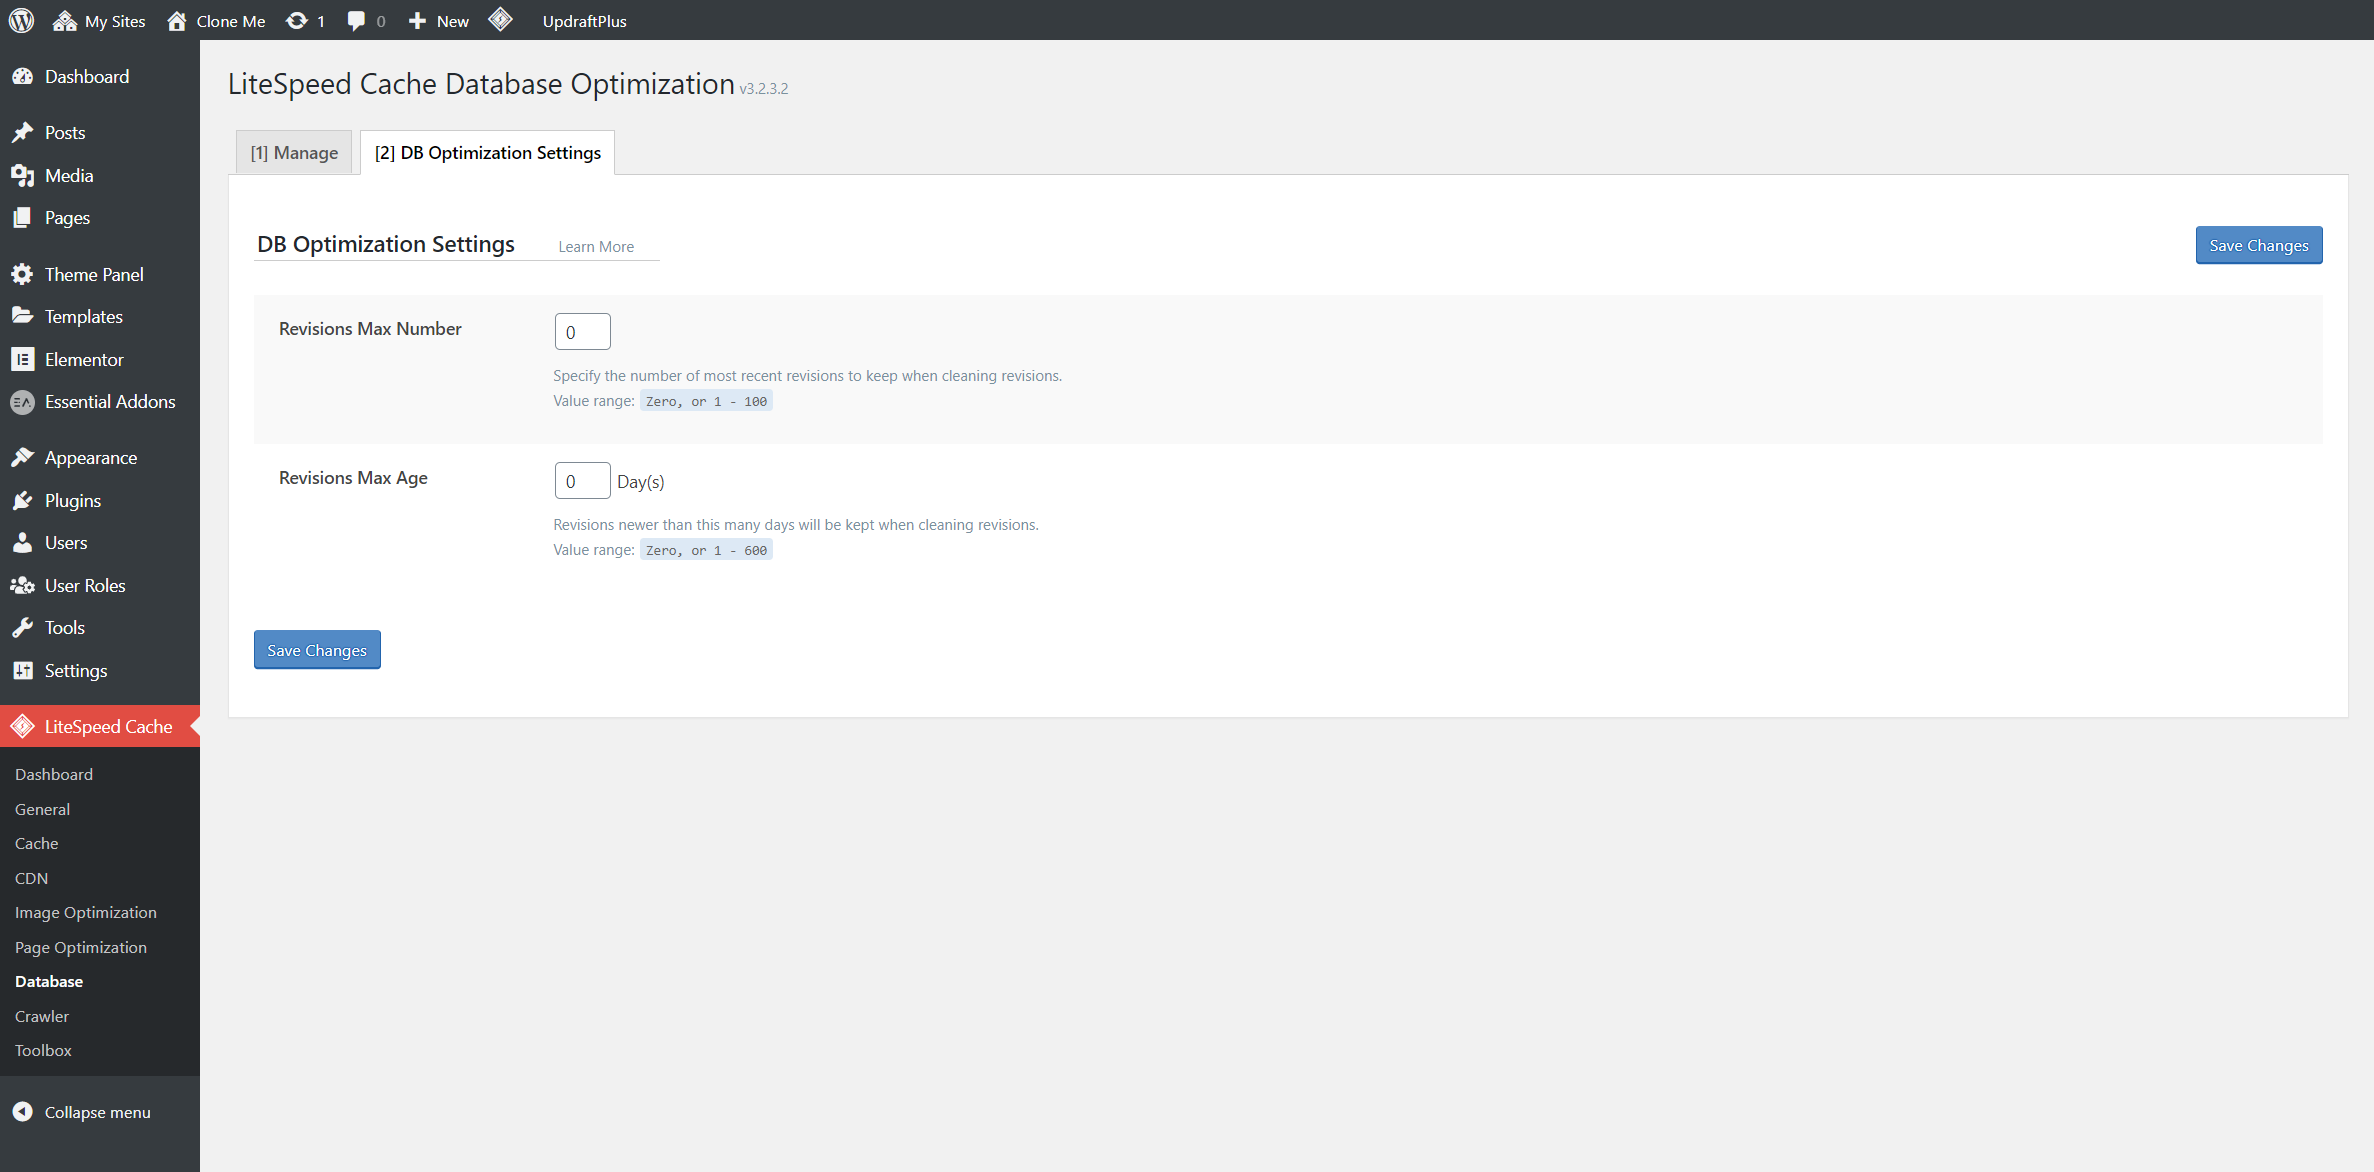 My Sites Clone Me 1 0 New UpdraftPlus
Dashboard
Posts
Media
Pages
Theme Panel
Templates
Elementor
Essential Addons
Appearance
Plugins
Users
User Roles
Tools
Settings
LiteSpeed Cache
Dashboard
General
Cache
CDN
Image Optimization
Page Optimization
Database
Crawler
Toolbox
Collapse menu
LiteSpeed Cache Database Optimization v3.2.3.2
[1] Manage [2] DB Optimization Settings
DB Optimization Settings Learn More Save Changes
Revisions Max Number 0
Specify the number of most recent revisions to keep when cleaning revisions.
Value range: Zero, or 1 - 100
Revisions Max Age 0 Day(s)
Revisions newer than this many days will be kept when cleaning revisions.
Value range: Zero, or 1 - 600
Save Changes